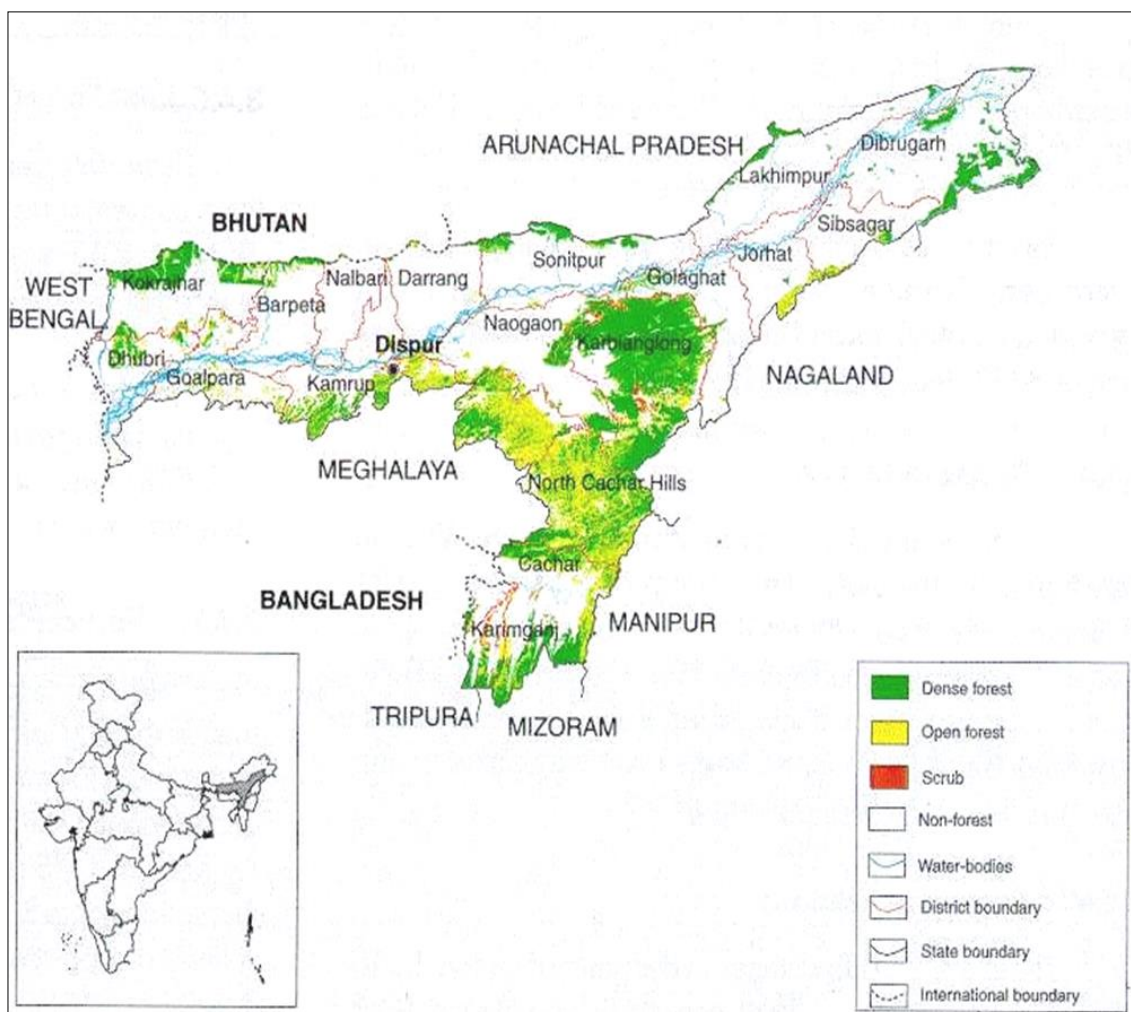 ARUNACHAL PRADESH
Dibrugarh
Lakhimpur
Sibsagar
BHUTAN
Sonitpur
Jorhat
Golaghat
WEST
BENGAL
Kokrajhar
Nalbari
Darrang
Barpeta
Naogaon
Dispur
Karbianglong
Dhubri
Goalpara
Kamrup
NAGALAND
MEGHALAYA
North Cachar Hills
Cachar
BANGLADESH
Karimganj
MANIPUR
TRIPURA
MIZORAM
Dense forest
Open forest
Scrub
Non-forest
Water-bodies
District boundary
State boundary
International boundary